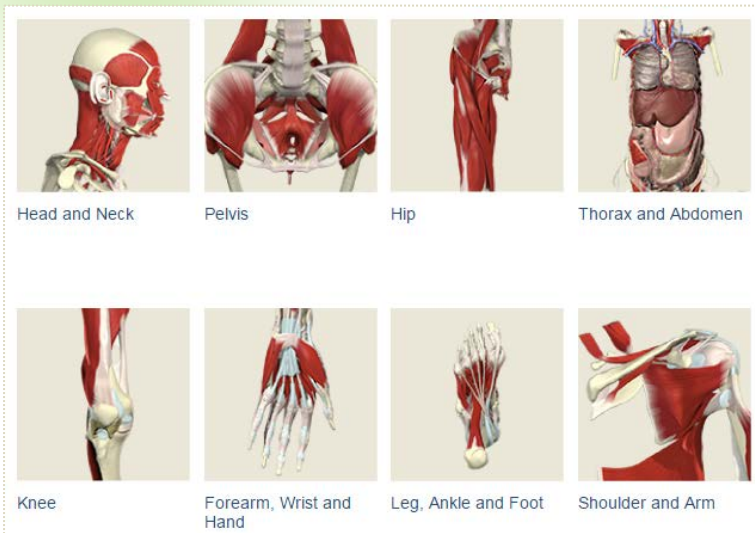 Head and Neck
Pelvis
Hip
Thorax and Abdomen
Knee
Forearm, Wrist and
Hand
Leg, Ankle and Foot
Shoulder and Arm